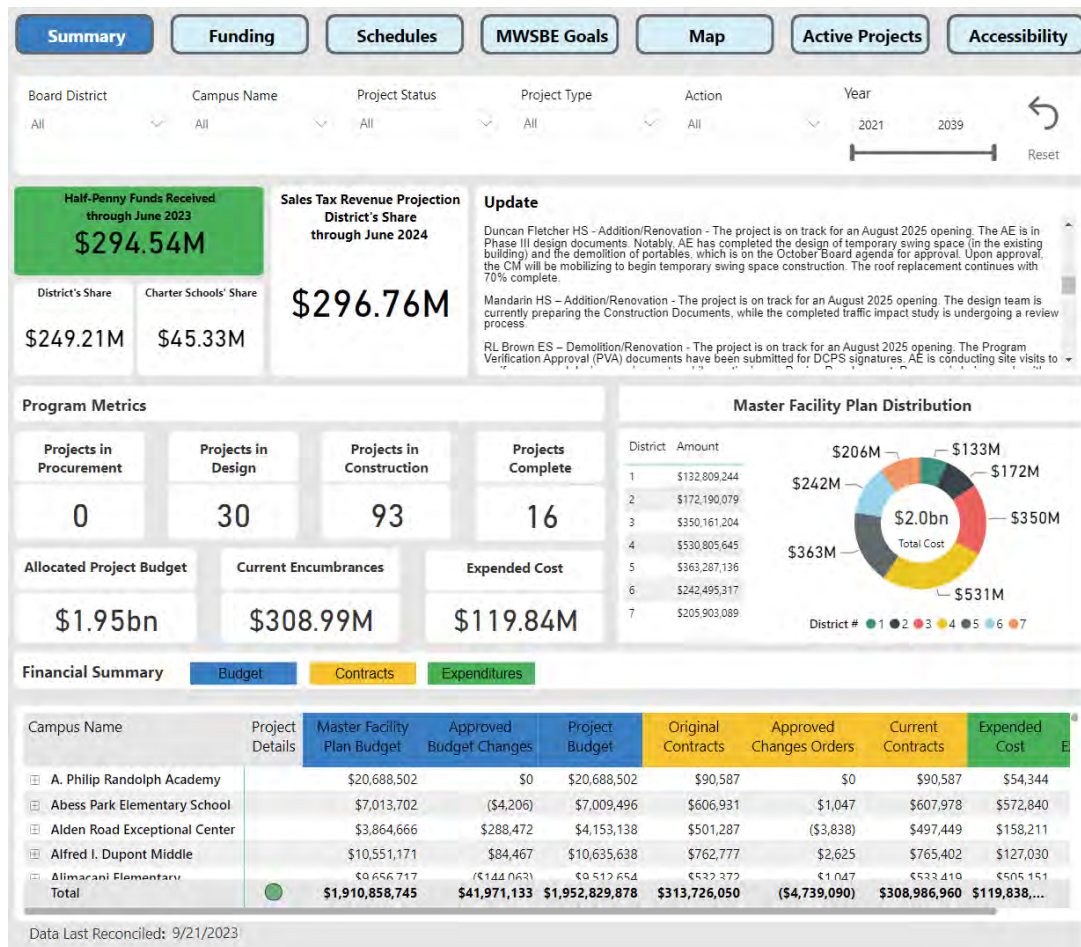 Summary Funding Schedules MWSBE Goals Map Active Projects Accessibility
Board District Campus Name Project Status Project Type Action Year
All All All All All 2021 2039
Reset
Half-Penny Funds Received
through June 2023
$294.54M
District's Share Charter Schools' Share
$249.21M $45.33M
Sales Tax Revenue Projection
District's Share
through June 2024
$296.76M
Update
Duncan Fletcher HS - Addition/Renovation - The project is on track for an August 2025 opening. The AE is in
Phase III design documents. Notably, AE has completed the design of temporary swing space (in the existing
building) and the demolition of portables, which is on the October Board agenda for approval. Upon approval,
the CM will be mobilizing to begin temporary swing space construction. The roof replacement continues with
70% complete.
Mandarin HS – Addition/Renovation - The project is on track for an August 2025 opening. The design team is
currently preparing the Construction Documents, while the completed traffic impact study is undergoing a review
process.
RL Brown ES – Demolition/Renovation - The project is on track for an August 2025 opening. The Program
Verification Approval (PVA) documents have been submitted for DCPS signatures. AE is conducting site visits to
Program Metrics
Projects in Projects in Projects in Projects
Procurement Design Construction Complete
0 30 93 16
Allocated Project Budget Current Encumbrances Expended Cost
$1.95bn $308.99M $119.84M
Master Facility Plan Distribution
District Amount
1 $132,809,244
2 $172,190,079
3 $350,161,204
4 $530,805,645
5 $363,287,136
6 $242,495,317
7 $205,903,089
$206M $133M
$242M $172M
$2.0bn $350M
Total Cost
$363M
$531M
District # 1 2 3 4 5 6 7
Financial Summary Budget Contracts Expenditures
Campus Name Project Master Facility Approved Project Original Approved Current Expended
Details Plan Budget Budget Changes Budget Contracts Changes Orders Contracts Cost E
A. Philip Randolph Academy $20,688,502 $0 $20,688,502 $90,587 $0 $90,587 $54,344
Abess Park Elementary School $7,013,702 ($4,206) $7,009,496 $606,931 $1,047 $607,978 $572,840
Alden Road Exceptional Center $3,864,666 $288,472 $4,153,138 $501,287 ($3,838) $497,449 $158,211
Alfred I. Dupont Middle $10,551,171 $84,467 $10,635,638 $762,777 $2,625 $765,402 $127,030
Alimacani Elementary $9,656,717 ($144,063) $9,512,654 $532,372 $1,047 $533,419 $505,151
Total $1,910,858,745 $41,971,133 $1,952,829,878 $313,726,050 ($4,739,090) $308,986,960 $119,838,...
Data Last Reconciled: 9/21/2023